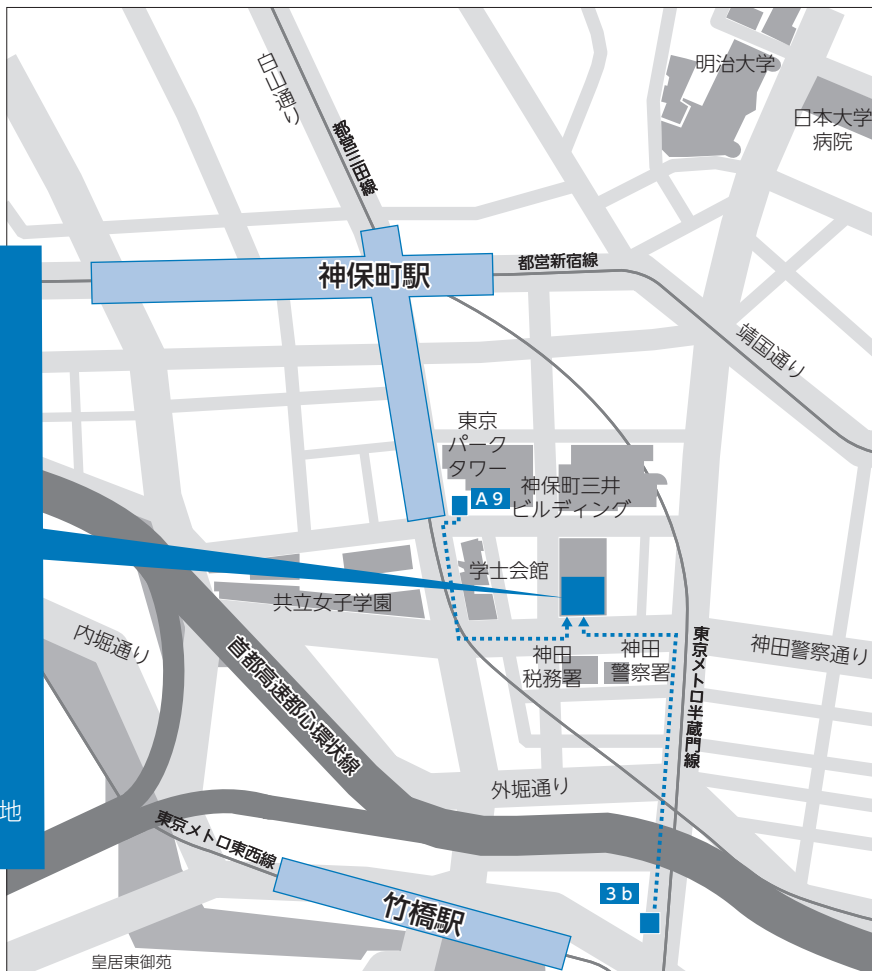 明治大学
白山通り
日本大学
病院
都営三田線
神保町駅
都営新宿線
靖国通り
東京
パーク
タワー
神保町三井
ビルディング
A 9
学士会館
共立女子学園
内堀通り
神田
税務署
神田
警察署
神田警察通り
東京メトロ半蔵門線
首都高速都心環状線
外堀通り
地
東京メトロ東西線
3 b
竹橋駅
皇居東御苑